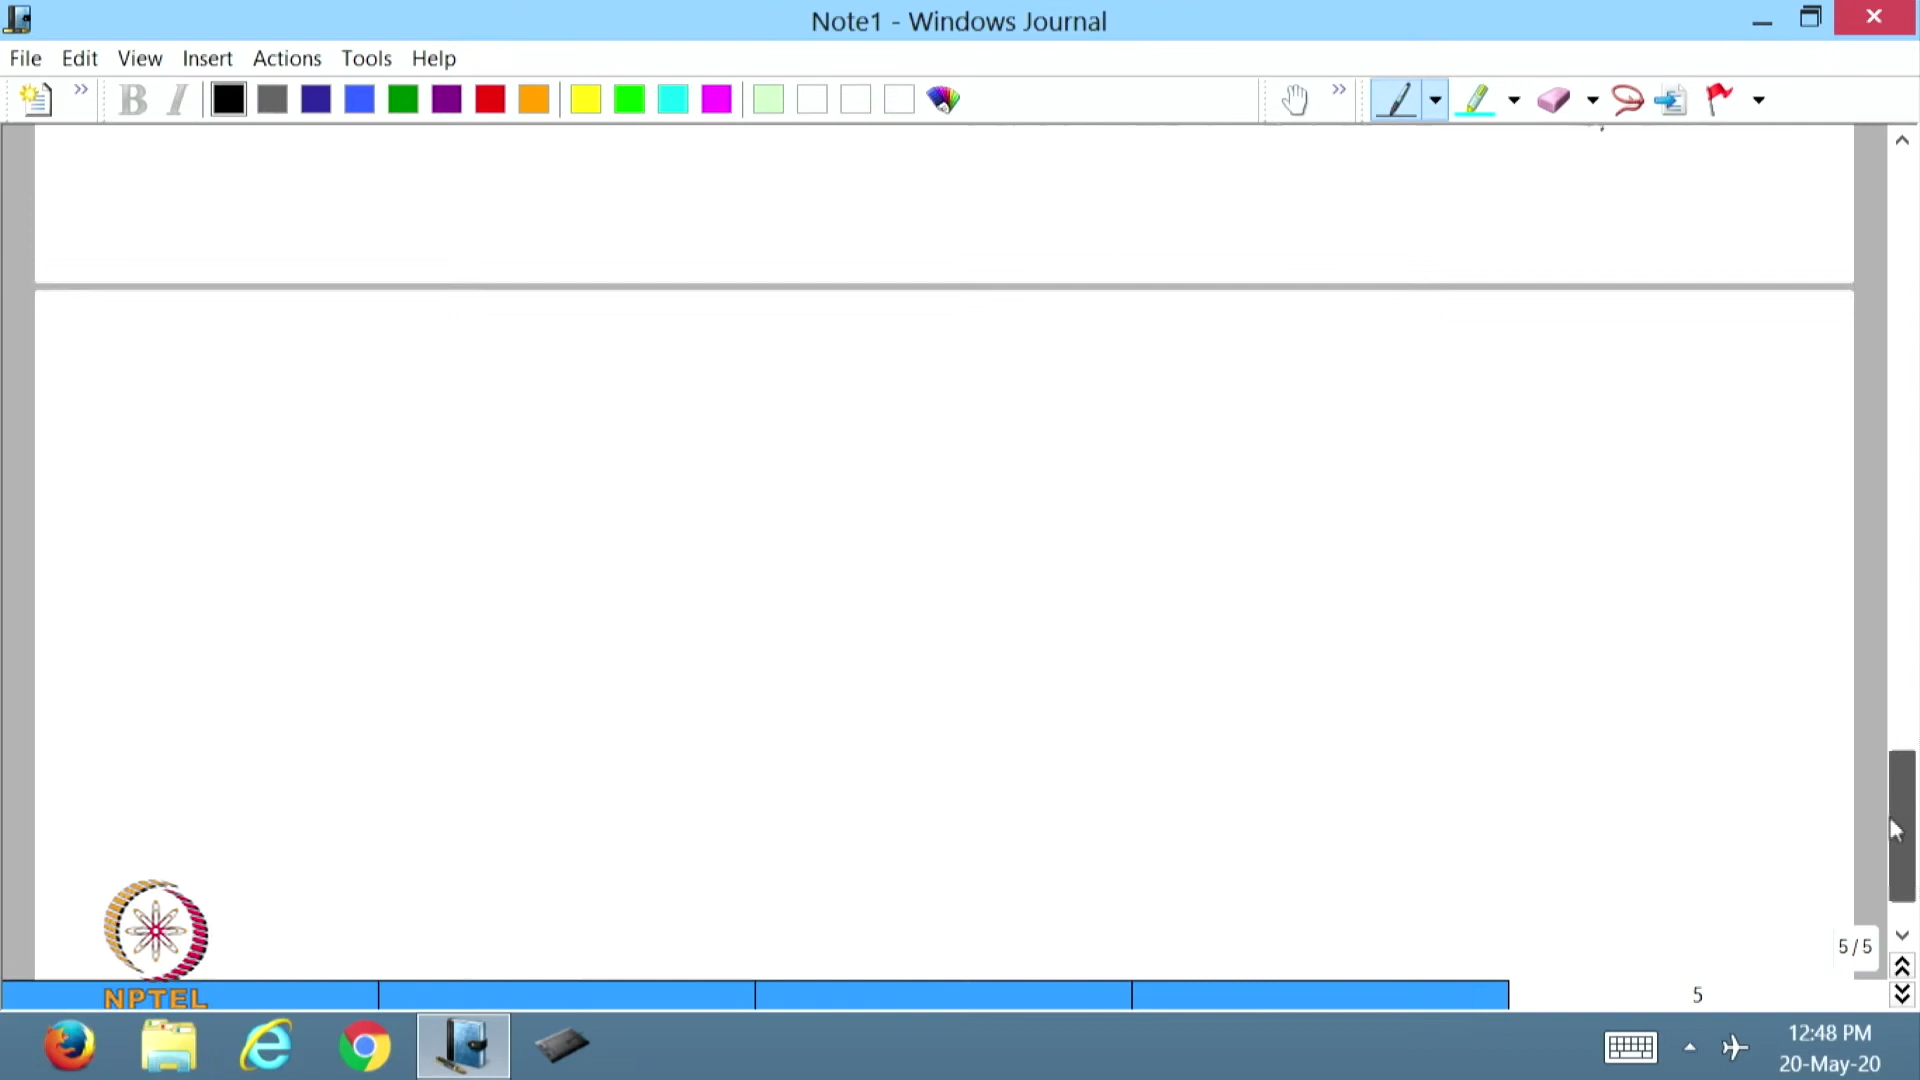 Note1 - Windows Journal
File Edit View Insert Actions Tools Help
B I
5 / 5
5
NPTEL
12:48 PM
20-May-20